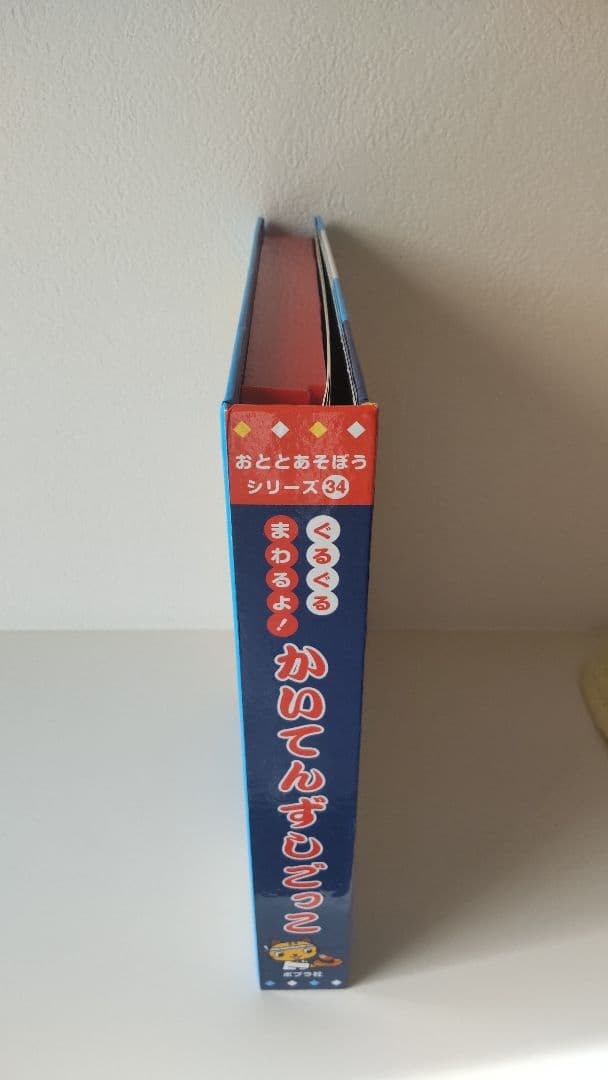 おととあそぼう
シリーズ34
ぐるぐる
まわるよ!
かいてんずしごっこ
ポプラ社